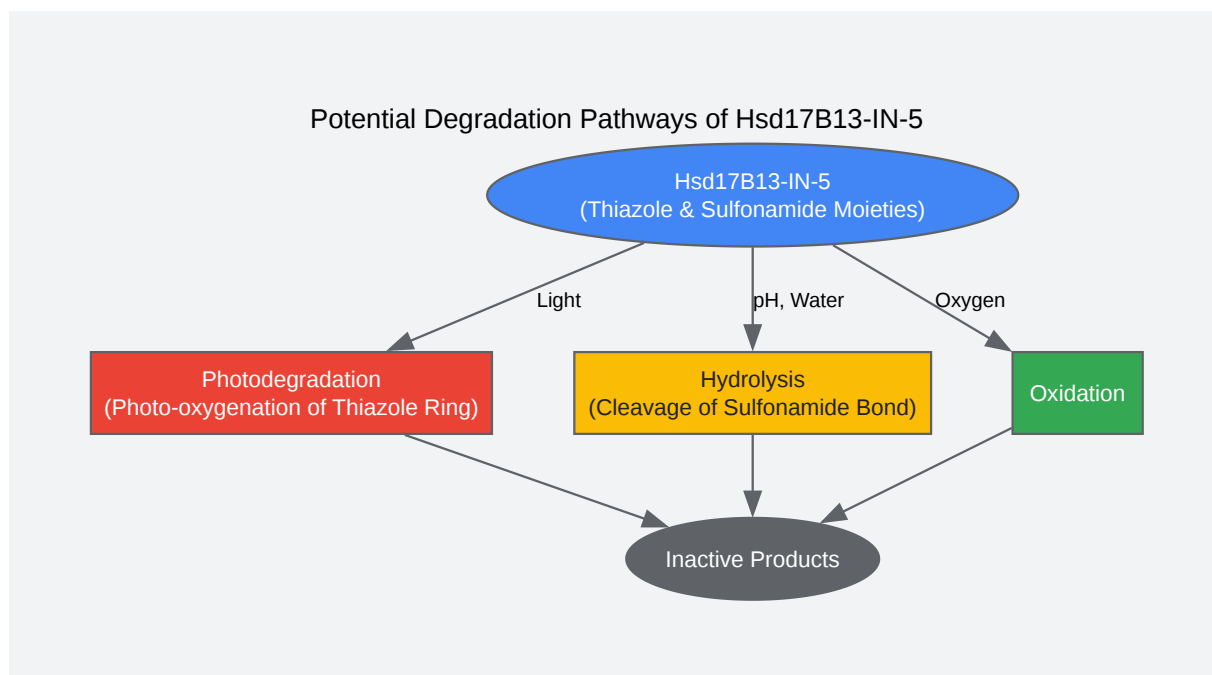 Potential Degradation Pathways of Hsd17B13-IN-5
Hsd17B13-IN-5
(Thiazole & Sulfonamide Moieties)
Light
pH, Water
Oxygen
Photodegradation
(Photo-oxygenation of Thiazole Ring)
Hydrolysis
(Cleavage of Sulfonamide Bond)
Oxidation
Inactive Products